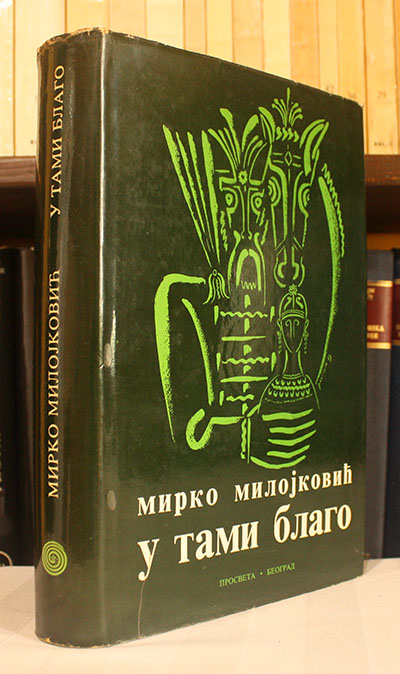 МИРКО МИЛОЈКОВИЋ У ТАМИ БЛАГО
мирко милојковић
у тами благо
ПРОСВЕТА • БЕОГРАД